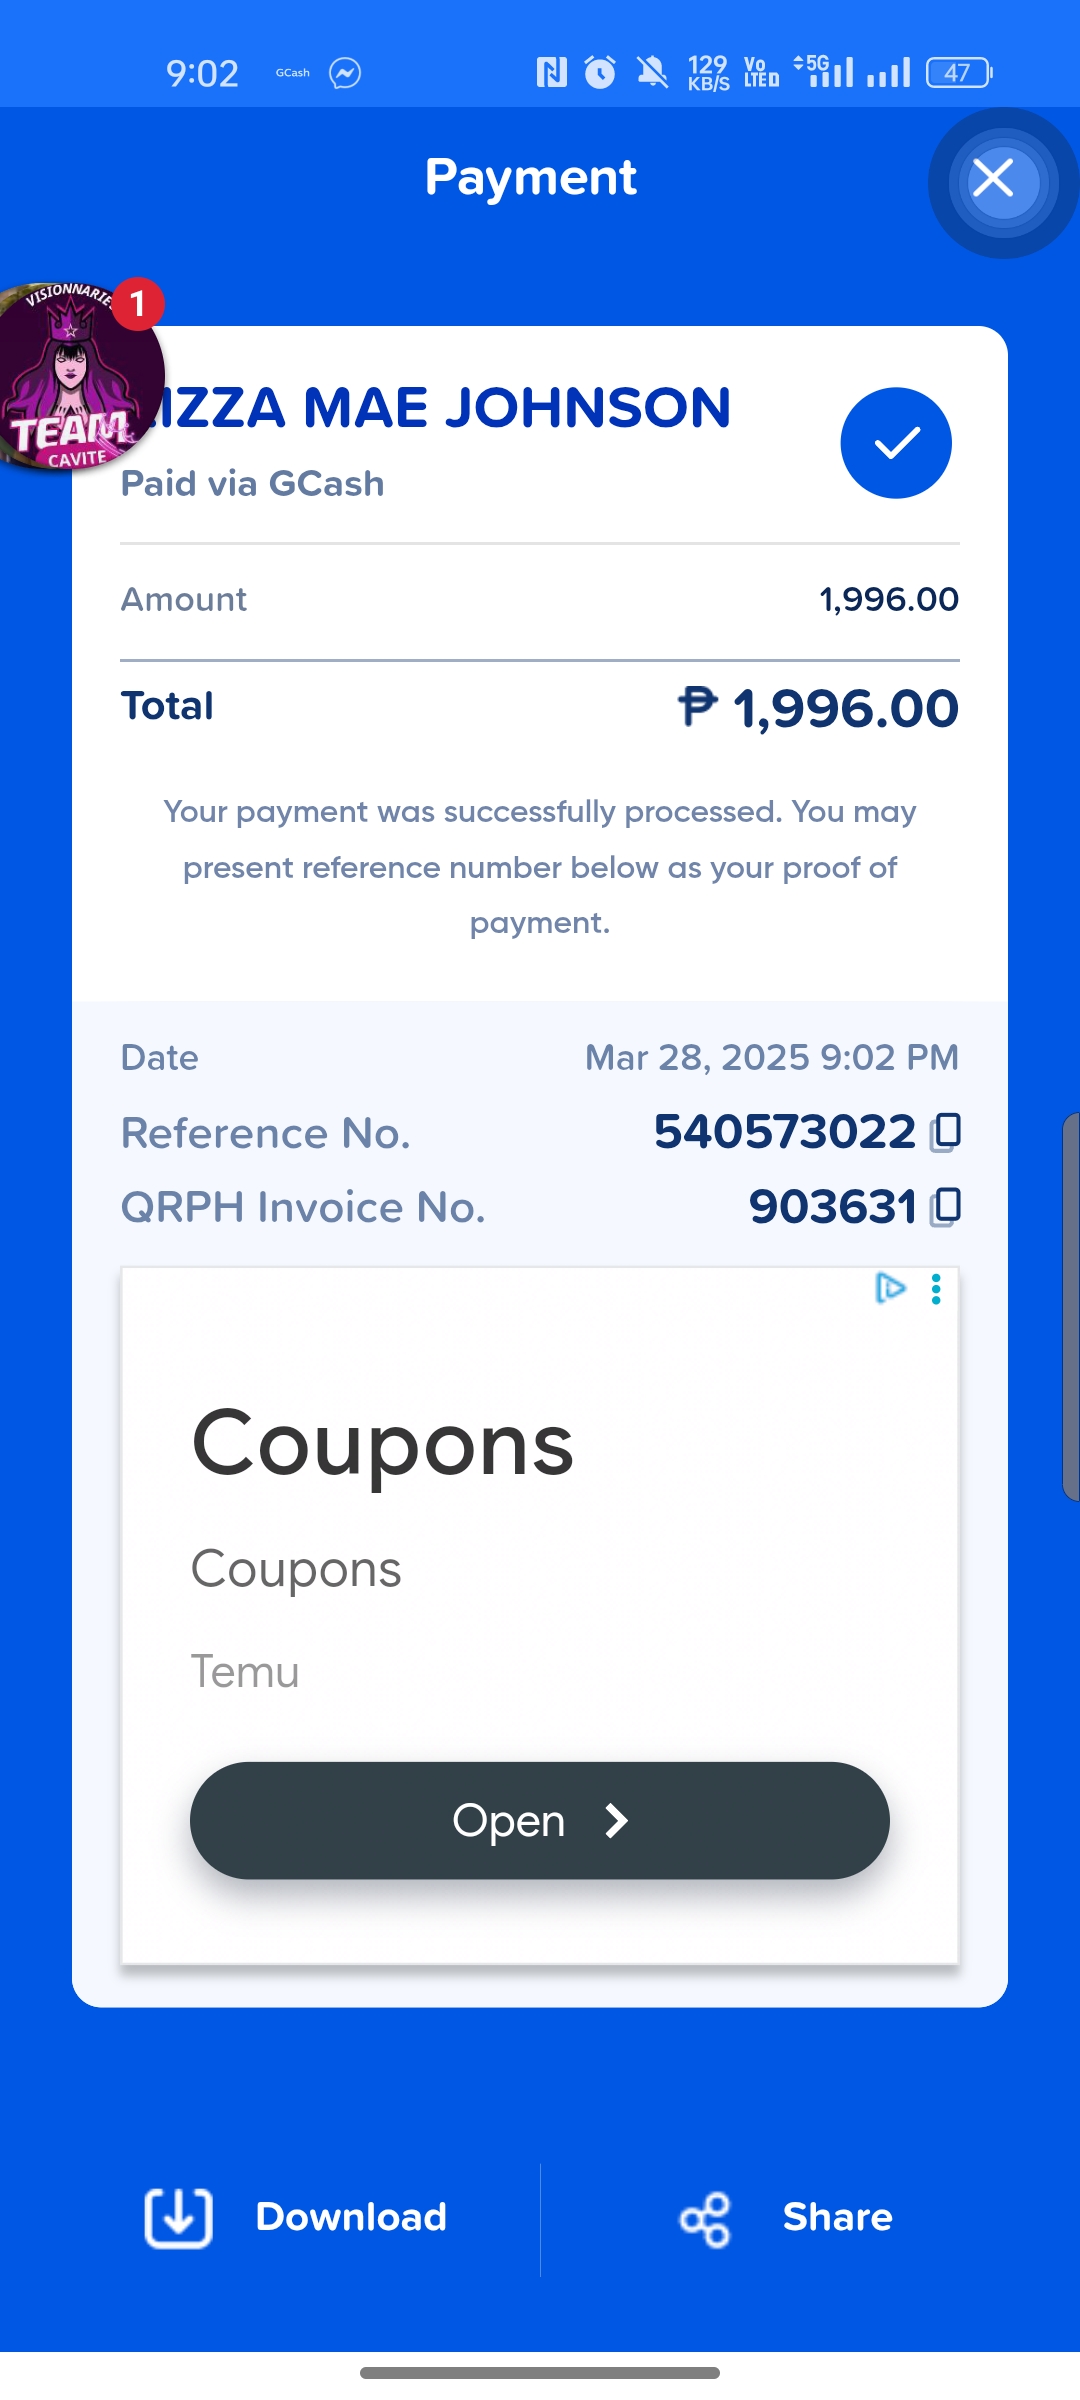 9:02 GCash 129 KB/S Vo LTE 5G 47
Payment
VISIONNARIE
1
TEAM
CAVITE
IZZA MAE JOHNSON
Paid via GCash
Amount 1,996.00
Total ₱ 1,996.00
Your payment was successfully processed. You may
present reference number below as your proof of
payment.
Date Mar 28, 2025 9:02 PM
Reference No. 540573022
QRPH Invoice No. 903631
Coupons
Coupons
Temu
Open
Download Share